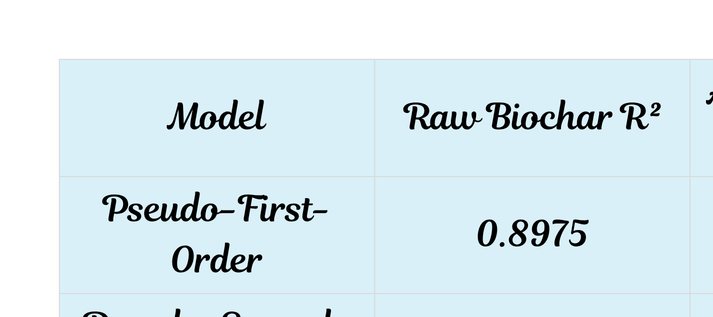 Model
Raw Biochar R²
Pseudo-First-
Order
0.8975